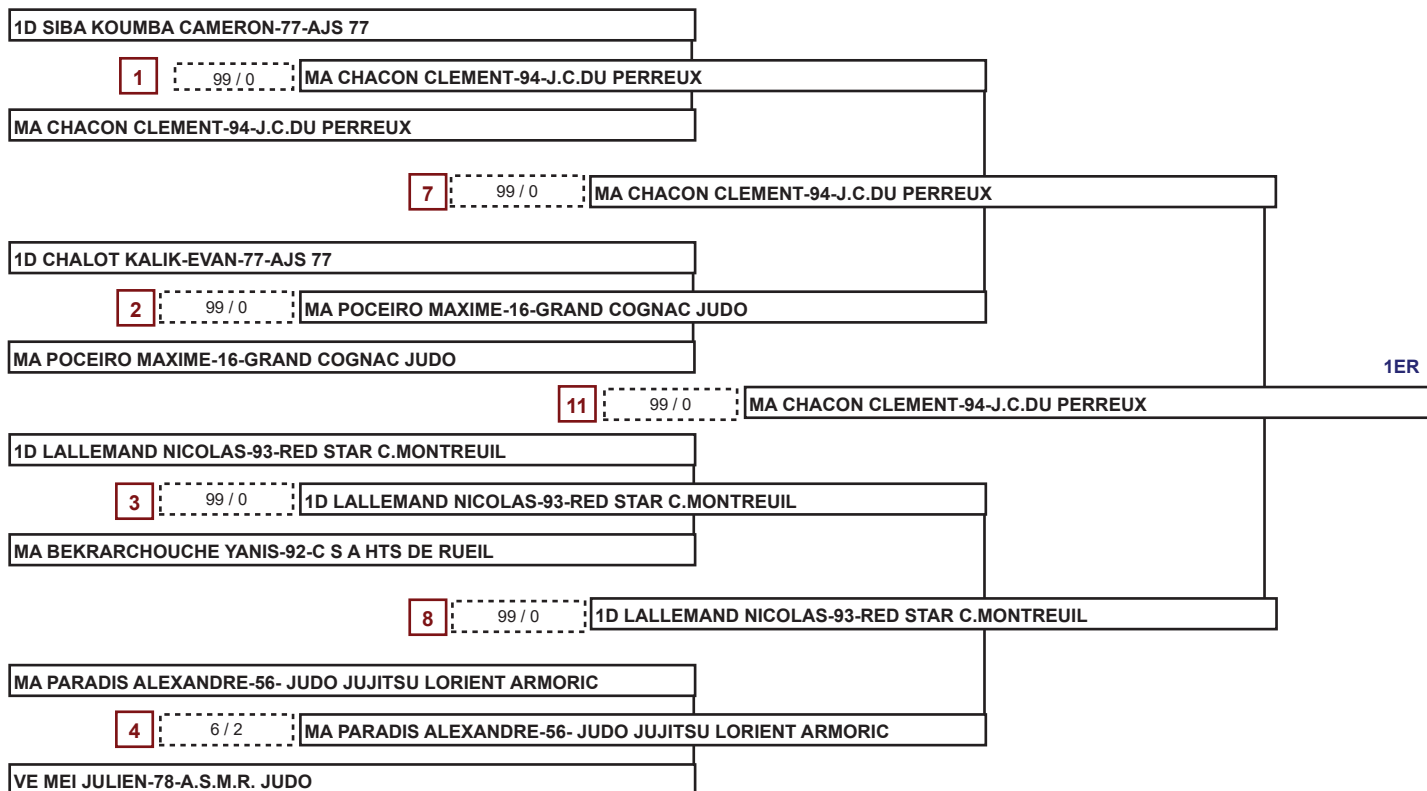 1D SIBA KOUMBA CAMERON-77-AJS 77
1 99 / 0 MA CHACON CLEMENT-94-J.C.DU PERREUX
MA CHACON CLEMENT-94-J.C.DU PERREUX
7 99 / 0 MA CHACON CLEMENT-94-J.C.DU PERREUX
1D CHALOT KALIK-EVAN-77-AJS 77
2 99 / 0 MA POCEIRO MAXIME-16-GRAND COGNAC JUDO
MA POCEIRO MAXIME-16-GRAND COGNAC JUDO
1ER
11 99 / 0 MA CHACON CLEMENT-94-J.C.DU PERREUX
1D LALLEMAND NICOLAS-93-RED STAR C.MONTREUIL
3 99 / 0 1D LALLEMAND NICOLAS-93-RED STAR C.MONTREUIL
MA BEKRARCHOUCHE YANIS-92-C S A HTS DE RUEIL
8 99 / 0 1D LALLEMAND NICOLAS-93-RED STAR C.MONTREUIL
MA PARADIS ALEXANDRE-56- JUDO JUJITSU LORIENT ARMORIC
4 6 / 2 MA PARADIS ALEXANDRE-56- JUDO JUJITSU LORIENT ARMORIC
VE MEI JULIEN-78-A.S.M.R. JUDO